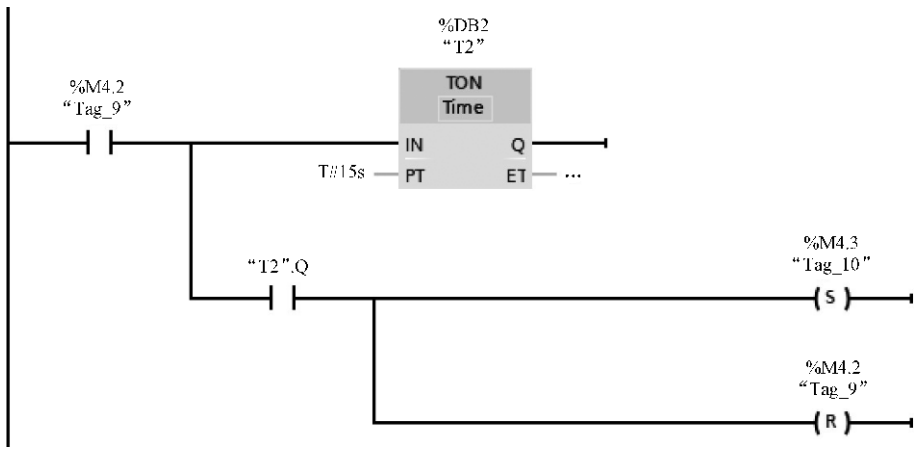 %DB2
“T2”
TON
Time
%M4.2
“Tag_9”
IN Q
T//15s PT ET ...
“T2”.Q
%M4.3
“Tag_10”
S
%M4.2
“Tag_9”
R